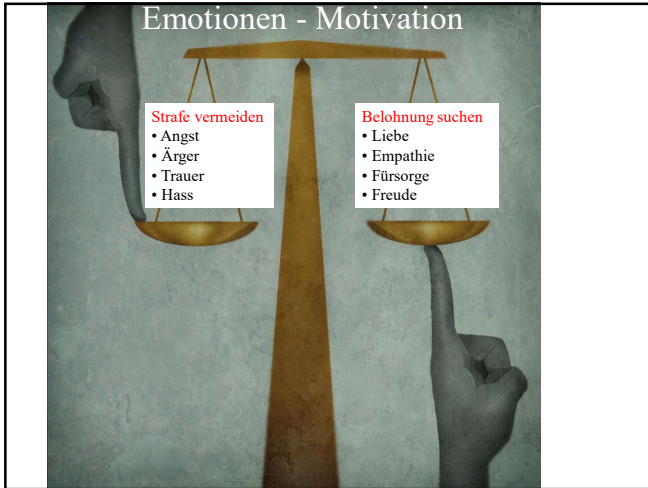 Emotionen - Motivation
Strafe vermeiden
• Angst
• Ärger
• Trauer
• Hass
Belohnung suchen
• Liebe
• Empathie
• Fürsorge
• Freude